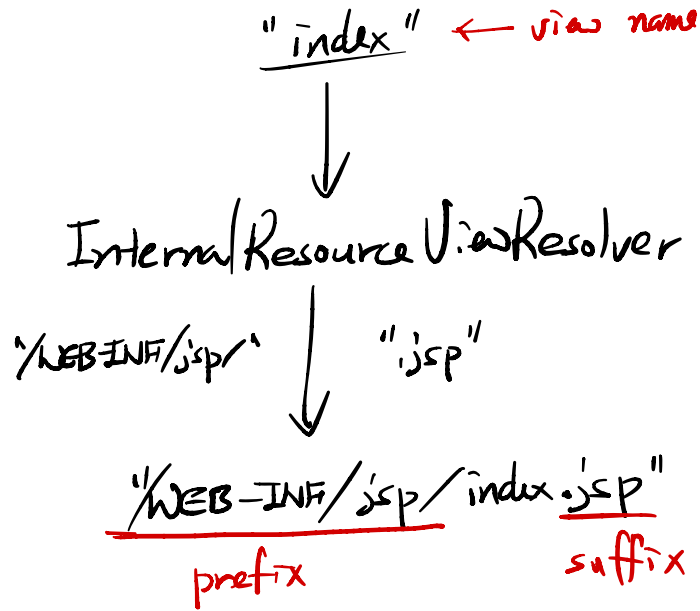 "index" ← view name
InternalResourceViewResolver
"/WEB-INF/jsp/" ".jsp"
"/WEB-INF/jsp/index.jsp"
prefix suffix